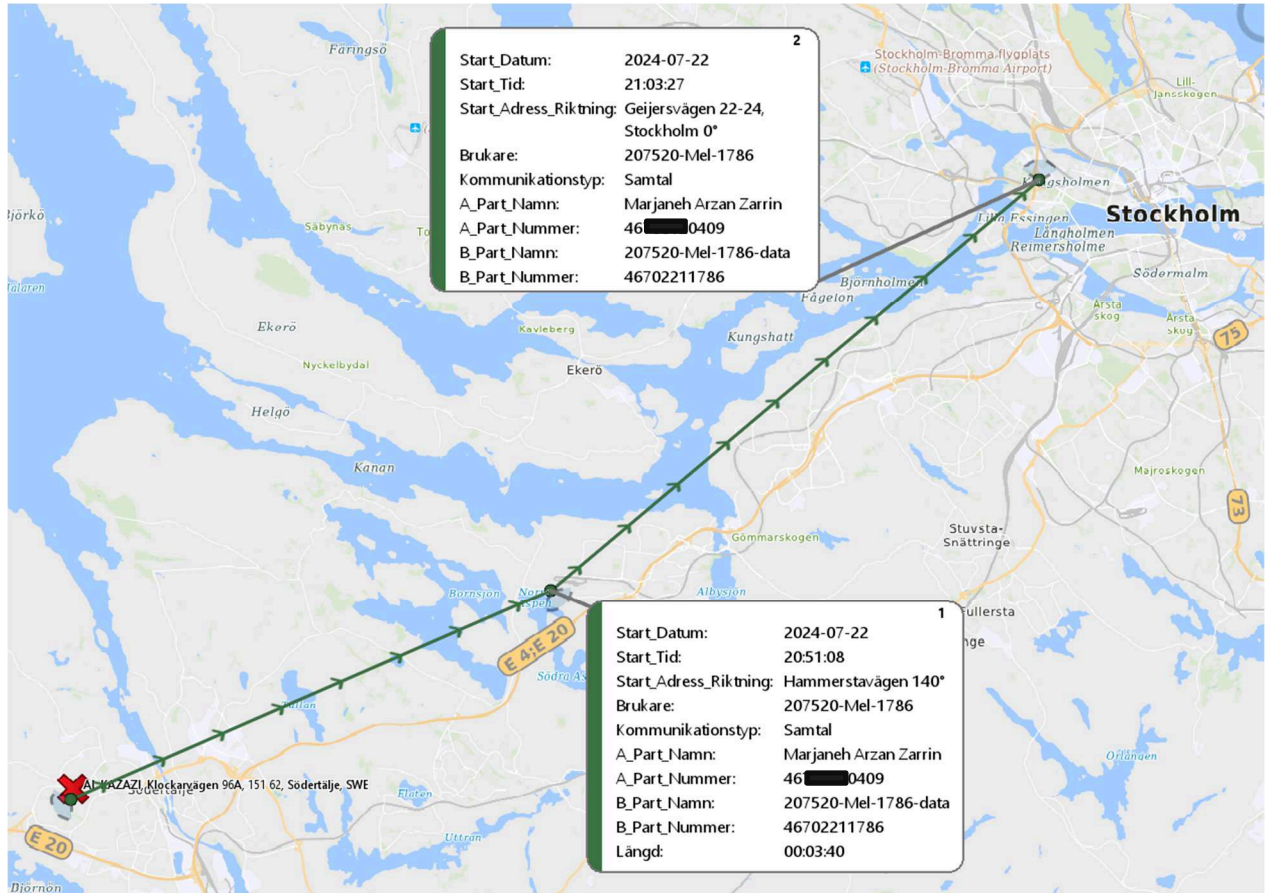 Färingsö
Stockholm-Bromma flygplats
(Stockholm-Bromma Airport)
Lill-
Jansskogen
2
Start_Datum: 2024-07-22
Start_Tid: 21:03:27
Start_Adress_Riktning: Geijersvägen 22-24,
Stockholm 0°
Brukare: 207520-Mel-1786
Kommunikationstyp: Samtal
A_Part_Namn: Marjaneh Arzan Zarrin
A_Part_Nummer: 46 0409
B_Part_Namn: 207520-Mel-1786-data
B_Part_Nummer: 46702211786
Björkö
Säbynäs
Stockholm
Lilla Essingen
Långholmen
Reimersholme
Södermalm
Björnholmen
Fågelön
Årsta
skog
Årsta
skog
75
Ekerö
Kavleberg
Kungshatt
Nyckelbydal
Ekerö
Helgö
Kanan
Majroskogen
73
Stuvsta-
Snättringe
Gömmarskogen
Bornsjön
Albysjön
E 4;E 20
Fullersta
1
Start_Datum: 2024-07-22
Start_Tid: 20:51:08
Start_Adress_Riktning: Hammerstavägen 140°
Brukare: 207520-Mel-1786
Kommunikationstyp: Samtal
A_Part_Namn: Marjaneh Arzan Zarrin
A_Part_Nummer: 46 0409
B_Part_Namn: 207520-Mel-1786-data
B_Part_Nummer: 46702211786
Längd: 00:03:40
Orlången
KAZAZI, Klockarvägen 96A, 151 62, Södertälje, SWE
Södertälje
Uttran
E 20
Björnön